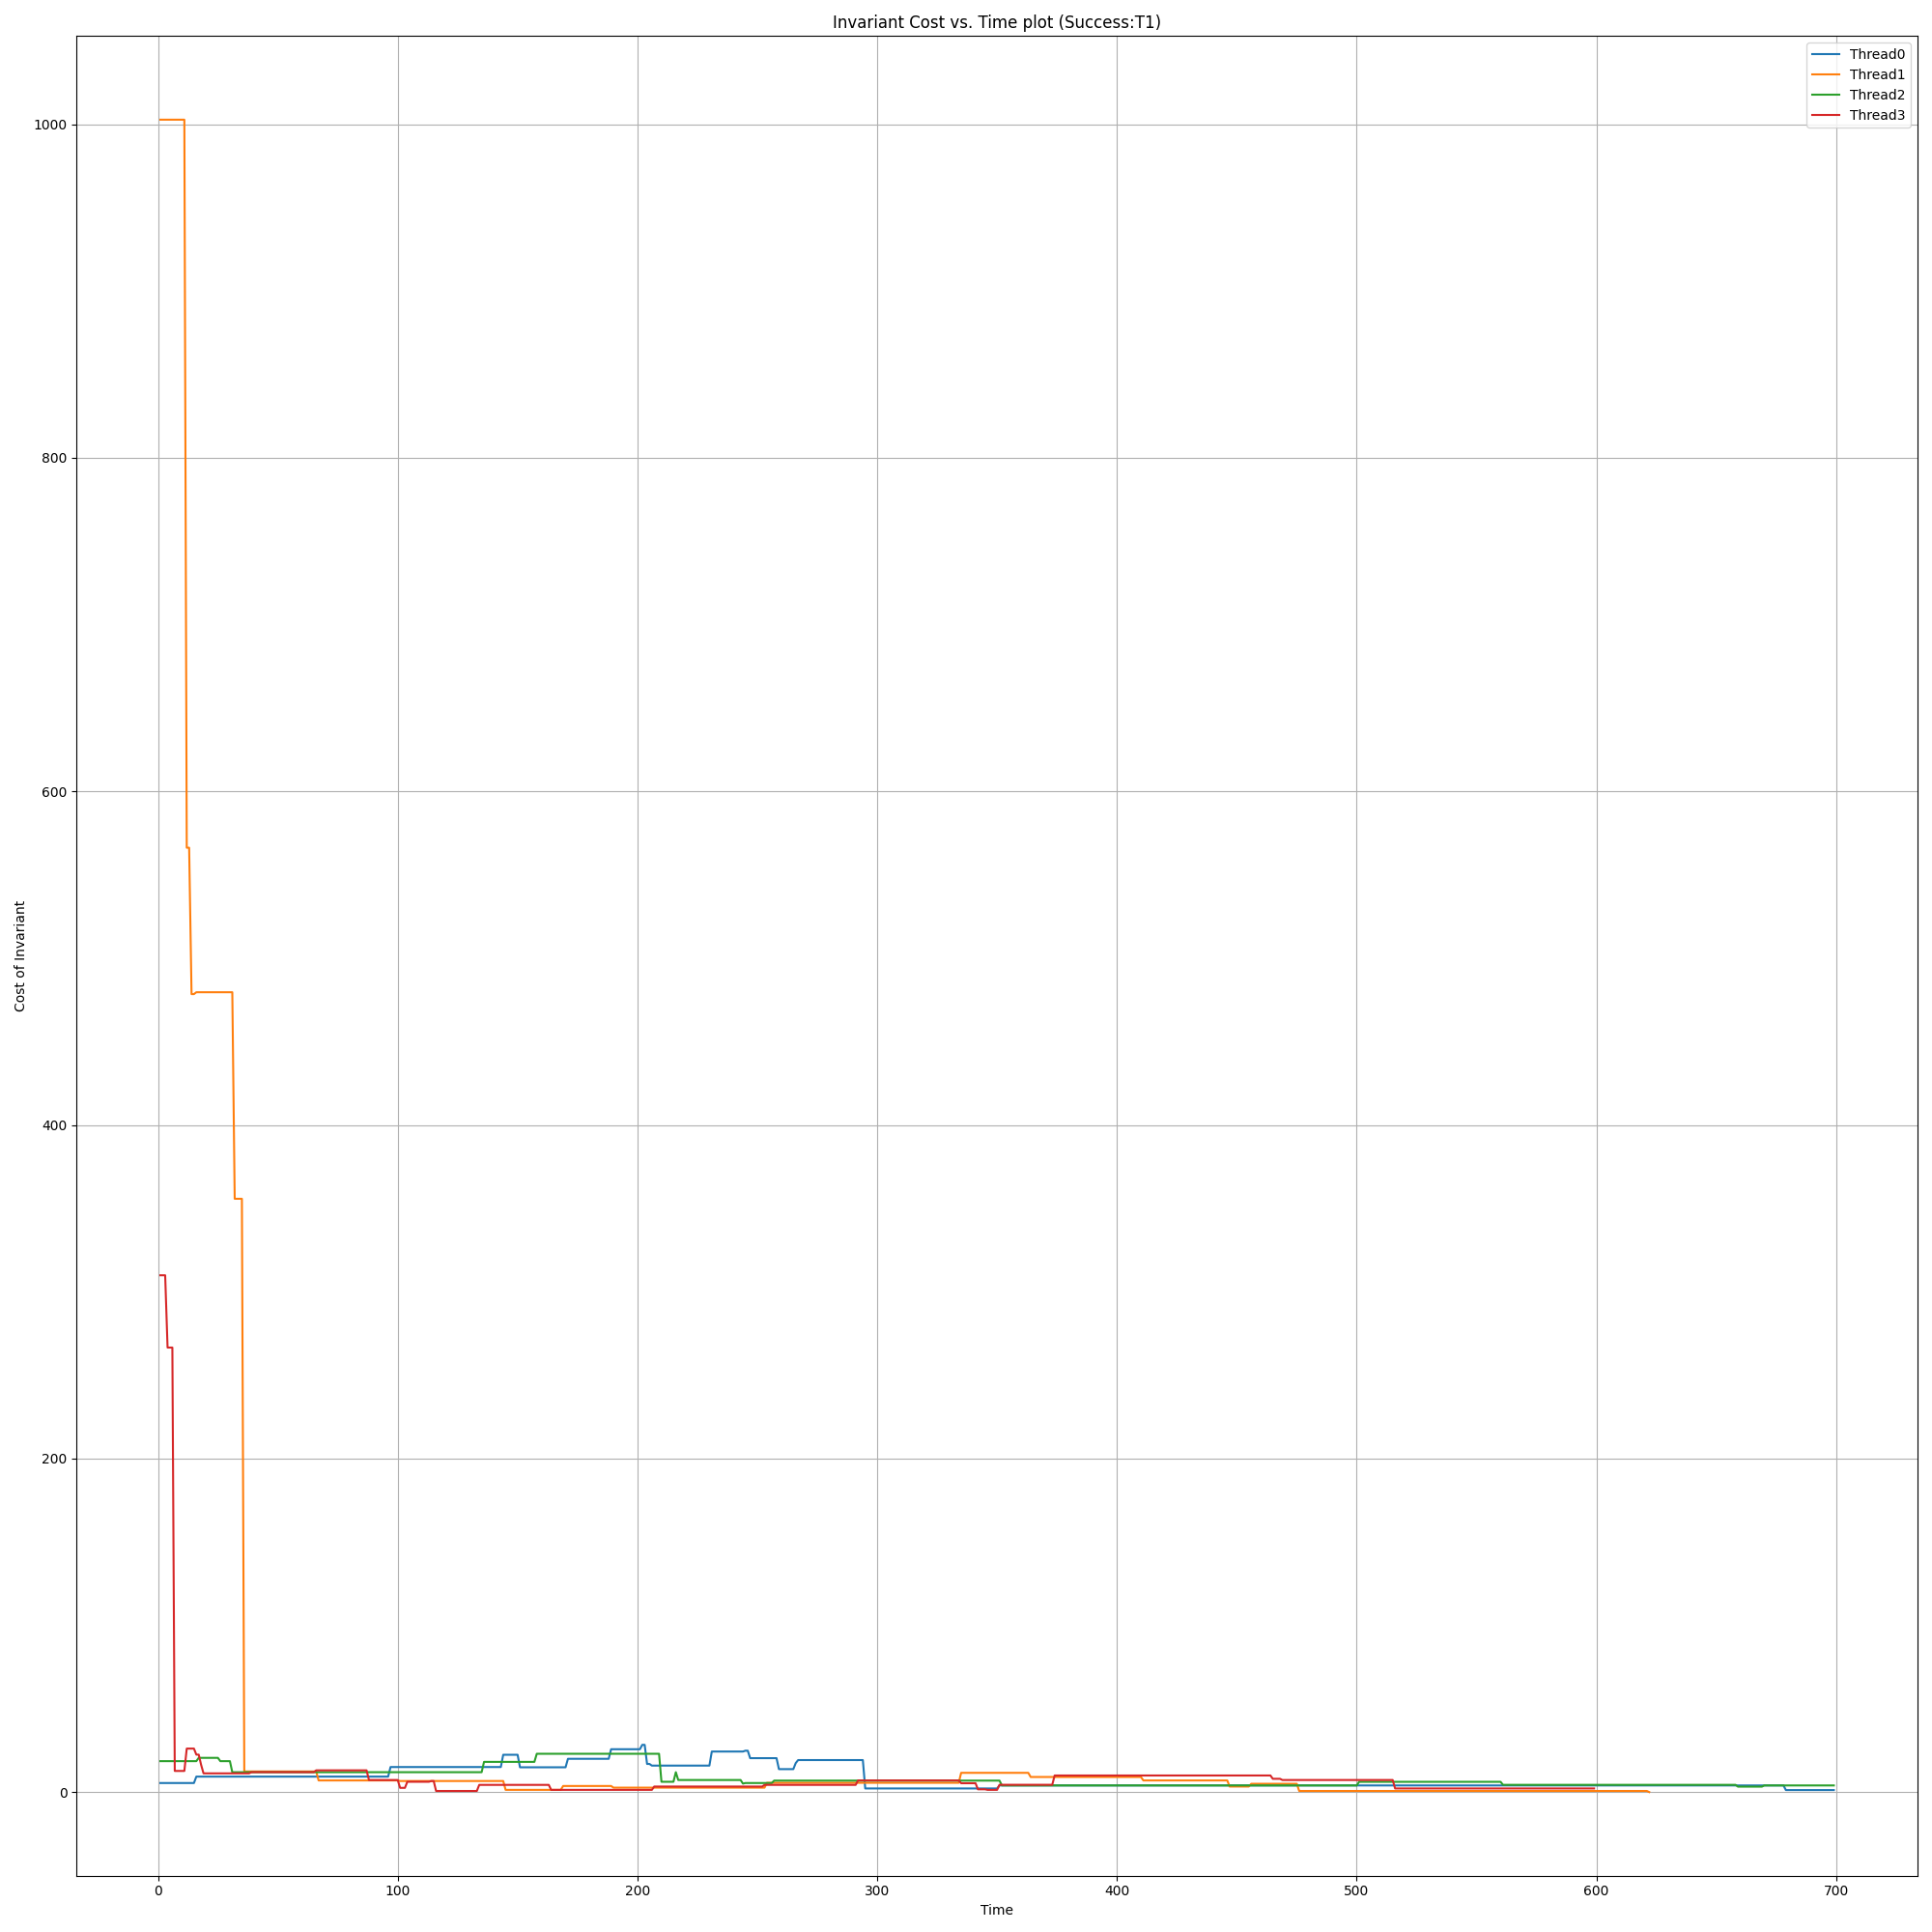 Invariant Cost vs. Time plot (Success:T1)
Thread0
Thread1
Thread2
Thread3
1000
800
600
400
200
0
Cost of Invariant
0 100 200 300 400 500 600 700
Time